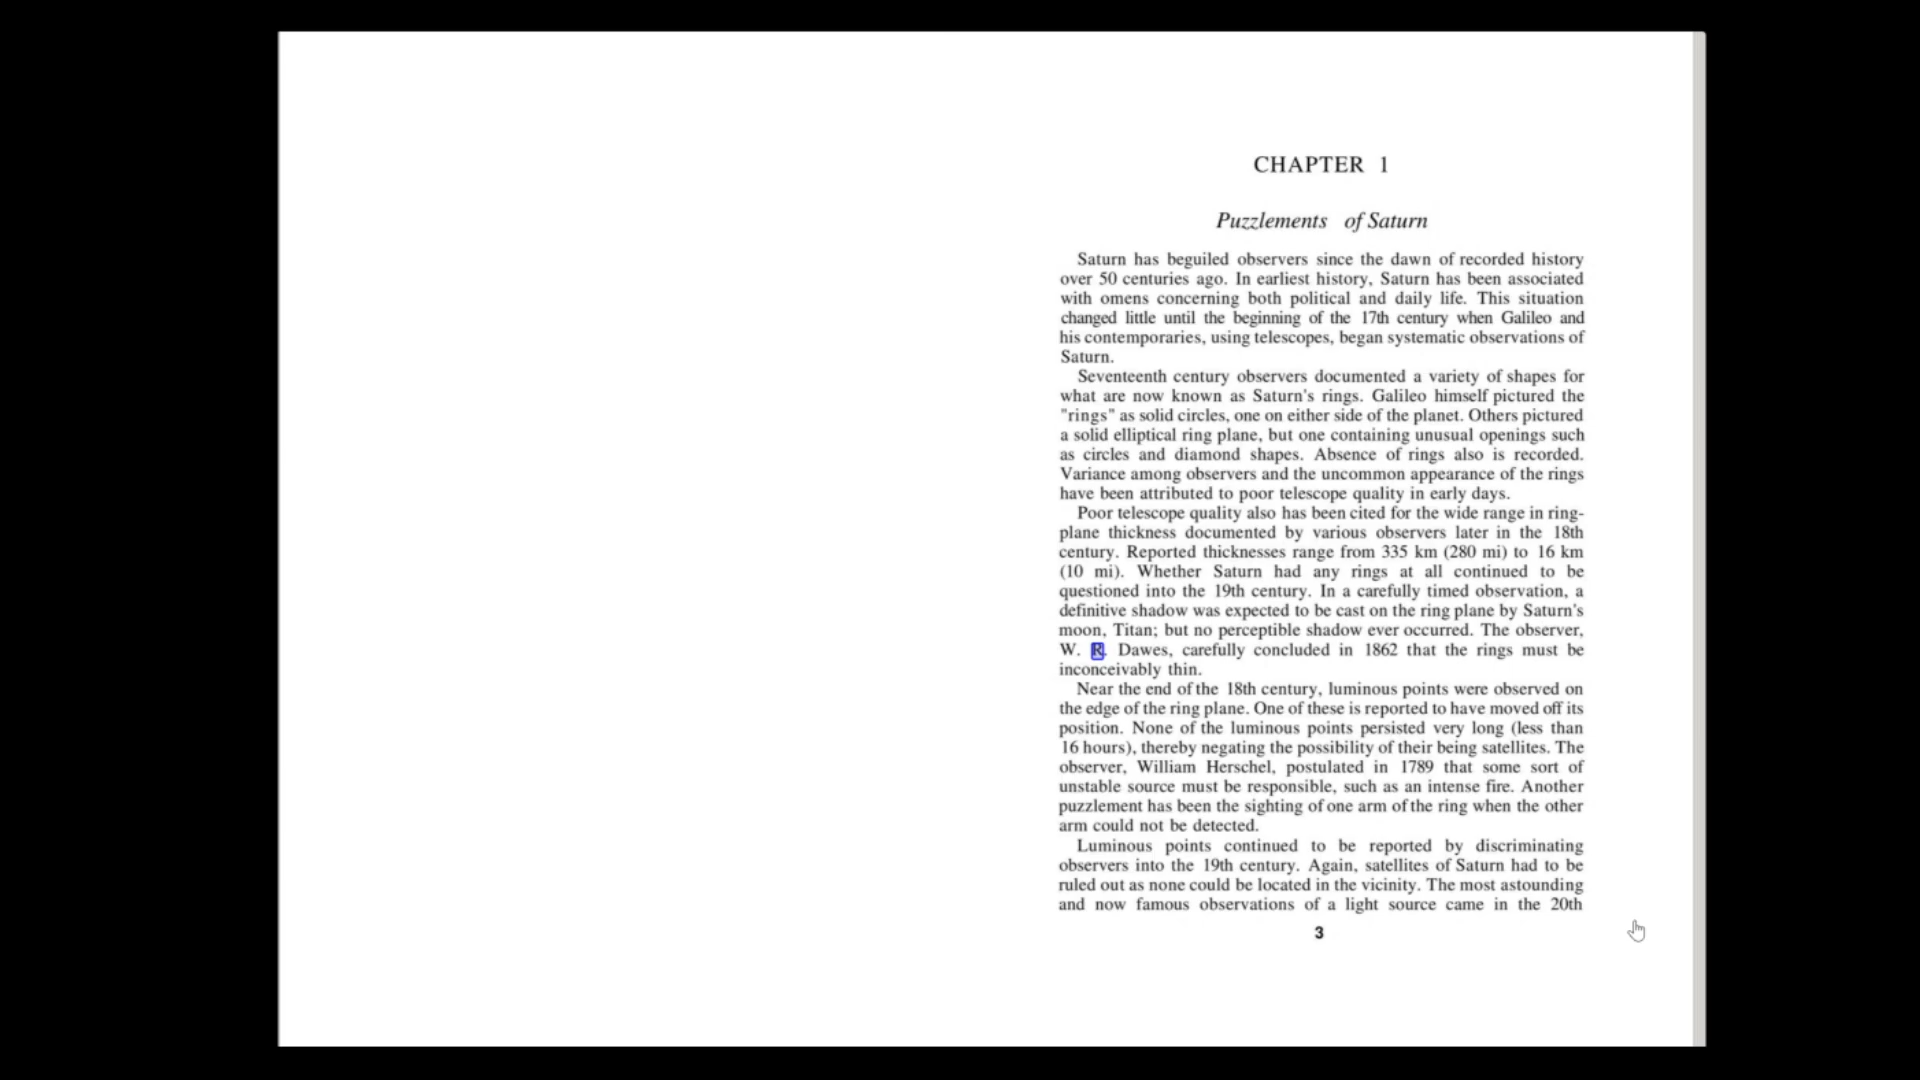 CHAPTER 1
Puzzlements of Saturn
Saturn has beguiled observers since the dawn of recorded history
over 50 centuries ago. In earliest history, Saturn has been associated
with omens concerning both political and daily life. This situation
changed little until the beginning of the 17th century when Galileo and
his contemporaries, using telescopes, began systematic observations of
Saturn.
Seventeenth century observers documented a variety of shapes for
what are now known as Saturn's rings. Galileo himself pictured the
"rings" as solid circles, one on either side of the planet. Others pictured
a solid elliptical ring plane, but one containing unusual openings such
as circles and diamond shapes. Absence of rings also is recorded.
Variance among observers and the uncommon appearance of the rings
have been attributed to poor telescope quality in early days.
Poor telescope quality also has been cited for the wide range in ring-
plane thickness documented by various observers later in the 18th
century. Reported thicknesses range from 335 km (280 mi) to 16 km
(10 mi). Whether Saturn had any rings at all continued to be
questioned into the 19th century. In a carefully timed observation, a
definitive shadow was expected to be cast on the ring plane by Saturn's
moon, Titan; but no perceptible shadow ever occurred. The observer,
W. R. Dawes, carefully concluded in 1862 that the rings must be
inconceivably thin.
Near the end of the 18th century, luminous points were observed on
the edge of the ring plane. One of these is reported to have moved off its
position. None of the luminous points persisted very long (less than
16 hours), thereby negating the possibility of their being satellites. The
observer, William Herschel, postulated in 1789 that some sort of
unstable source must be responsible, such as an intense fire. Another
puzzlement has been the sighting of one arm of the ring when the other
arm could not be detected.
Luminous points continued to be reported by discriminating
observers into the 19th century. Again, satellites of Saturn had to be
ruled out as none could be located in the vicinity. The most astounding
and now famous observations of a light source came in the 20th
3